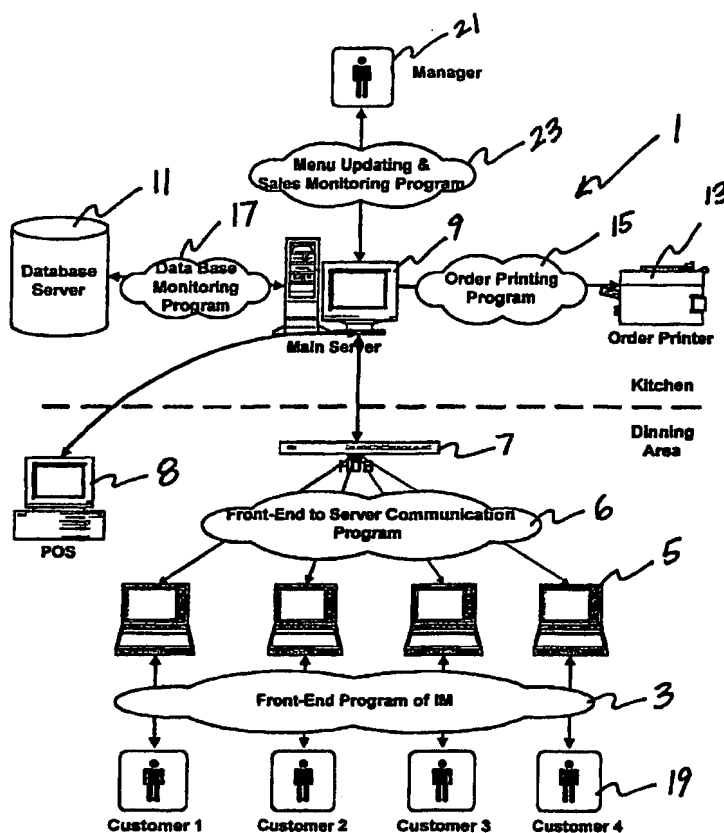 21
Manager
Menu Updating &
Sales Monitoring Program
23
1
11
17
9
15
13
Database
Server
Data Base
Monitoring
Program
Order Printing
Program
Main Server
Order Printer
Kitchen
Dinning
Area
7
HUB
8
POS
Front-End to Server Communication
Program
6
5
Front-End Program of IM
3
19
Customer 1
Customer 2
Customer 3
Customer 4